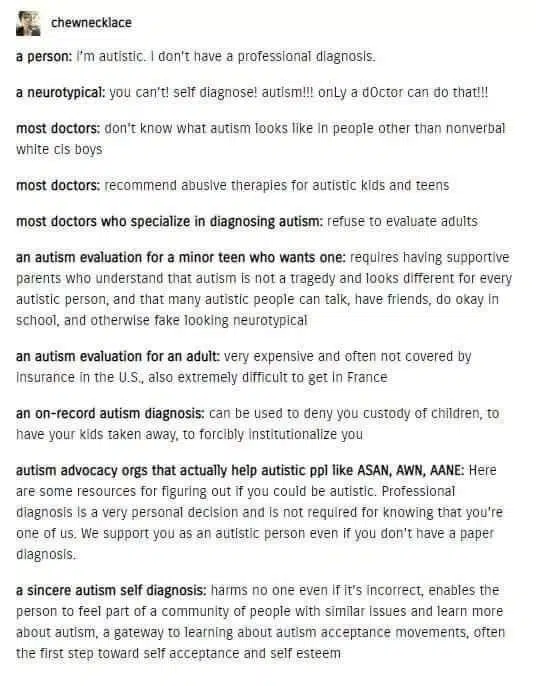 chewnecklace
a person: i'm autistic. I don't have a professional diagnosis.
a neurotypical: you can't! self diagnose! autism!!! onLy a dOctor can do that!!!
most doctors: don't know what autism looks like in people other than nonverbal
white cis boys
most doctors: recommend abusive therapies for autistic kids and teens
most doctors who specialize in diagnosing autism: refuse to evaluate adults
an autism evaluation for a minor teen who wants one: requires having supportive
parents who understand that autism is not a tragedy and looks different for every
autistic person, and that many autistic people can talk, have friends, do okay in
school, and otherwise fake looking neurotypical
an autism evaluation for an adult: very expensive and often not covered by
insurance in the U.S., also extremely difficult to get in France
an on-record autism diagnosis: can be used to deny you custody of children, to
have your kids taken away, to forcibly institutionalize you
autism advocacy orgs that actually help autistic ppl like ASAN, AWN, AANE: Here
are some resources for figuring out if you could be autistic. Professional
diagnosis is a very personal decision and is not required for knowing that you're
one of us. We support you as an autistic person even if you don't have a paper
diagnosis.
a sincere autism self diagnosis: harms no one even if it's incorrect, enables the
person to feel part of a community of people with similar issues and learn more
about autism, a gateway to learning about autism acceptance movements, often
the first step toward self acceptance and self esteem